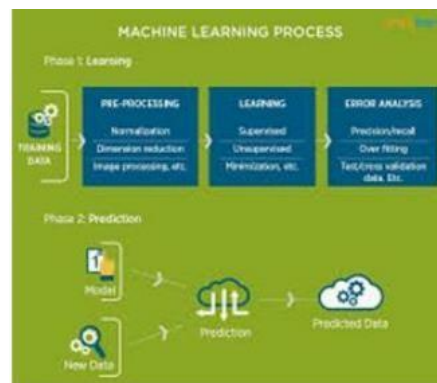 MACHINE LEARNING PROCESS
Phase 1: Learning
TRAINING
DATA
PRE-PROCESSING
Normalization
Dimension reduction
Image processing, etc.
LEARNING
Supervised
Unsupervised
Minimization, etc.
ERROR ANALYSIS
Precision/recall
Over fitting
Test/cross validation
data. Etc.
Phase 2: Prediction
Model
New Data
Prediction
Predicted Data